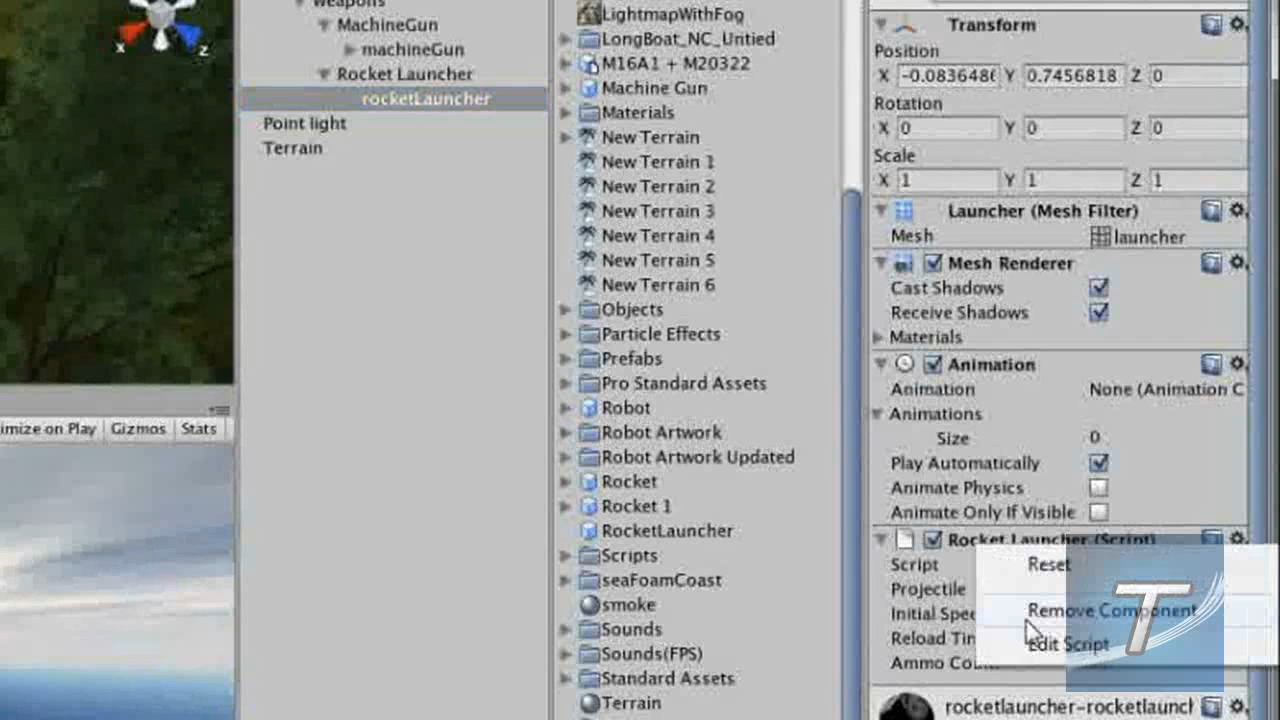 Weapons
MachineGun
machineGun
Rocket Launcher
rocketLauncher
Point light
Terrain
x
z
imize on Play
Gizmos
Stats
LightmapWithFog
LongBoat_NC_Untied
M16A1 + M20322
Machine Gun
Materials
New Terrain
New Terrain 1
New Terrain 2
New Terrain 3
New Terrain 4
New Terrain 5
New Terrain 6
Objects
Particle Effects
Prefabs
Pro Standard Assets
Robot
Robot Artwork
Robot Artwork Updated
Rocket
Rocket 1
RocketLauncher
Scripts
seaFoamCoast
smoke
Sounds
Sounds(FPS)
Standard Assets
Terrain
Transform
Position
X -0.0836486 Y 0.7456818 Z 0
Rotation
X 0 Y 0 Z 0
Scale
X 1 Y 1 Z 1
Launcher (Mesh Filter)
Mesh launcher
Mesh Renderer
Cast Shadows
Receive Shadows
Materials
Animation
Animation None (Animation C
Animations
Size 0
Play Automatically
Animate Physics
Animate Only If Visible
Rocket Launcher (Script)
Script
Projectile
Initial Spee
Reload Tim
Ammo Coun
Reset
Remove Component
Edit Script
T
rocketlauncher-rocketlaunch